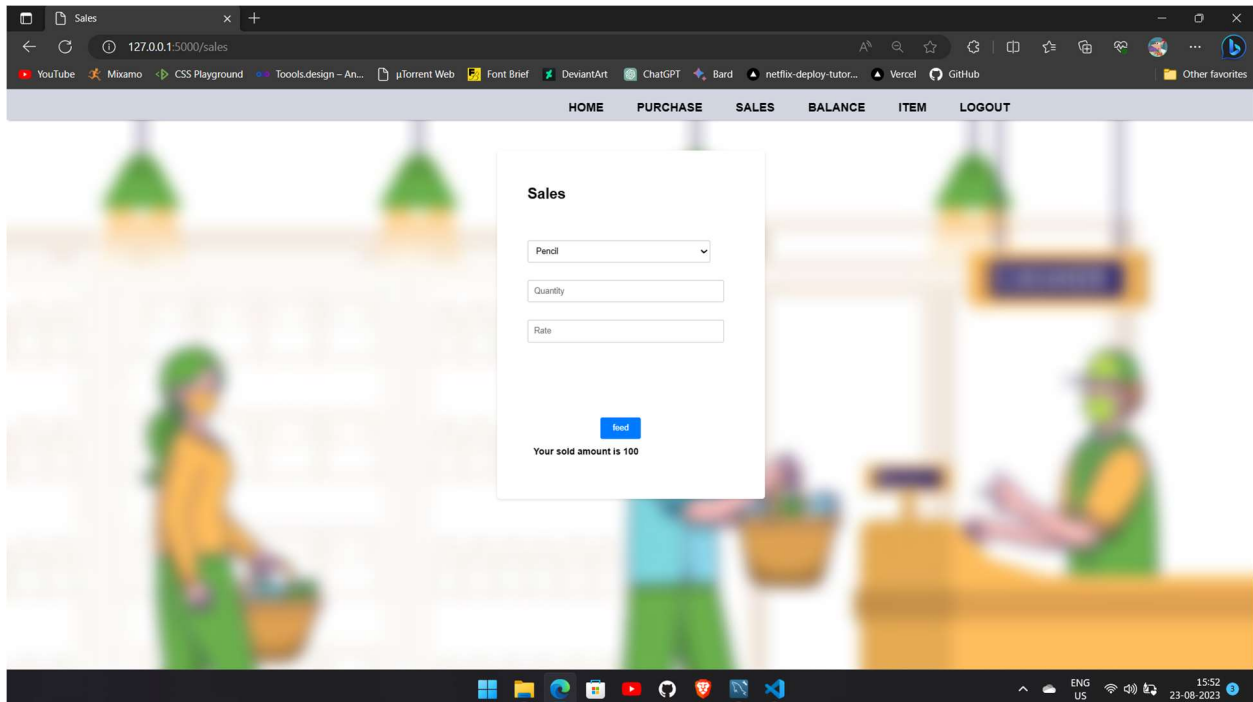 Sales
127.0.0.1:5000/sales
YouTube Mixamo CSS Playground Toools.design – An... µTorrent Web Font Brief DeviantArt ChatGPT Bard netflix-deploy-tutor... Vercel GitHub Other favorites
HOME PURCHASE SALES BALANCE ITEM LOGOUT
Sales
Pencil
Quantity
Rate
feed
Your sold amount is 100
ENG 15:52
US 23-08-2023 3